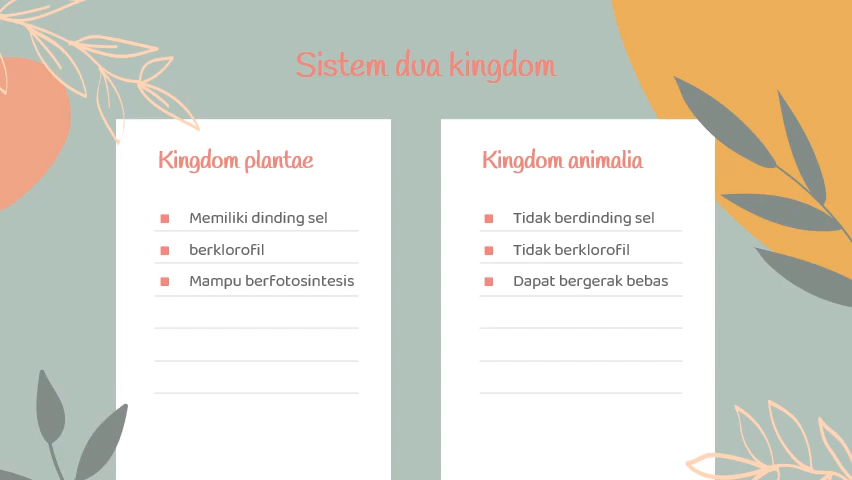 Sistem dua kingdom
Kingdom plantae
Memiliki dinding sel
berklorofil
Mampu berfotosintesis
Kingdom animalia
Tidak berdinding sel
Tidak berklorofil
Dapat bergerak bebas